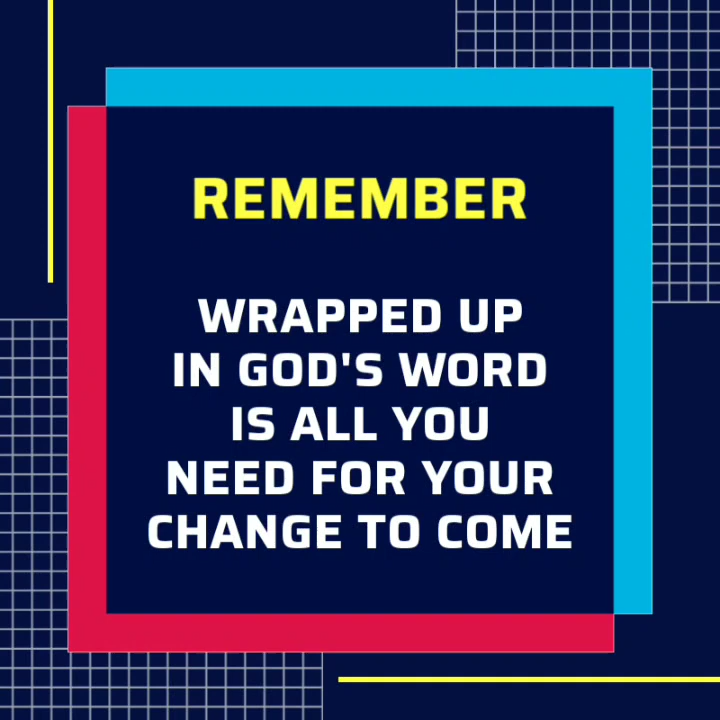 REMEMBER
WRAPPED UP
IN GOD'S WORD
IS ALL YOU
NEED FOR YOUR
CHANGE TO COME